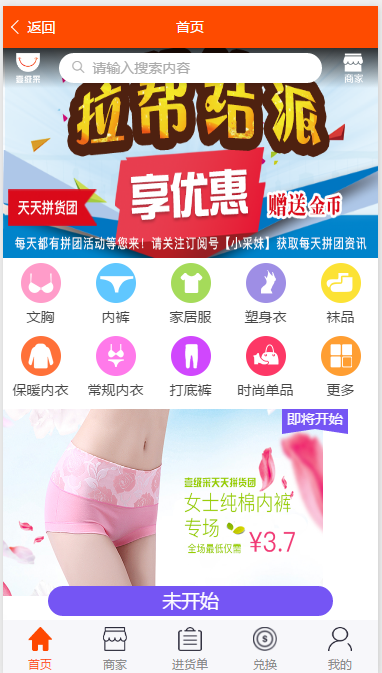 返回
首页
壹级采
请输入搜索内容
商家
拉帮结派
享优惠
天天拼货团
赠送金币
每天都有拼团活动等您来！请关注订阅号【小采妹】获取每天拼团资讯
文胸
内裤
家居服
塑身衣
袜品
保暖内衣
常规内衣
打底裤
时尚单品
更多
即将开始
壹级采天天拼货团
女士纯棉内裤
专场
全场最低仅需 ¥3.7
未开始
首页
商家
进货单
兑换
我的